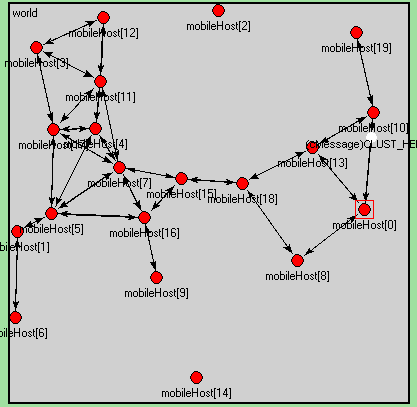 world
mobileHost[2]
mobileHost[12]
mobileHost[19]
mobileHost[3]
mobileHost[11]
mobileHost[10]
(cMessage)CLUST_HE
mobileHost[4]
mobileHost[13]
mobileHost[7]
mobileHost[15]
mobileHost[18]
mobileHost[0]
mobileHost[5]
mobileHost[16]
mobileHost[1]
mobileHost[8]
mobileHost[9]
mobileHost[6]
mobileHost[14]